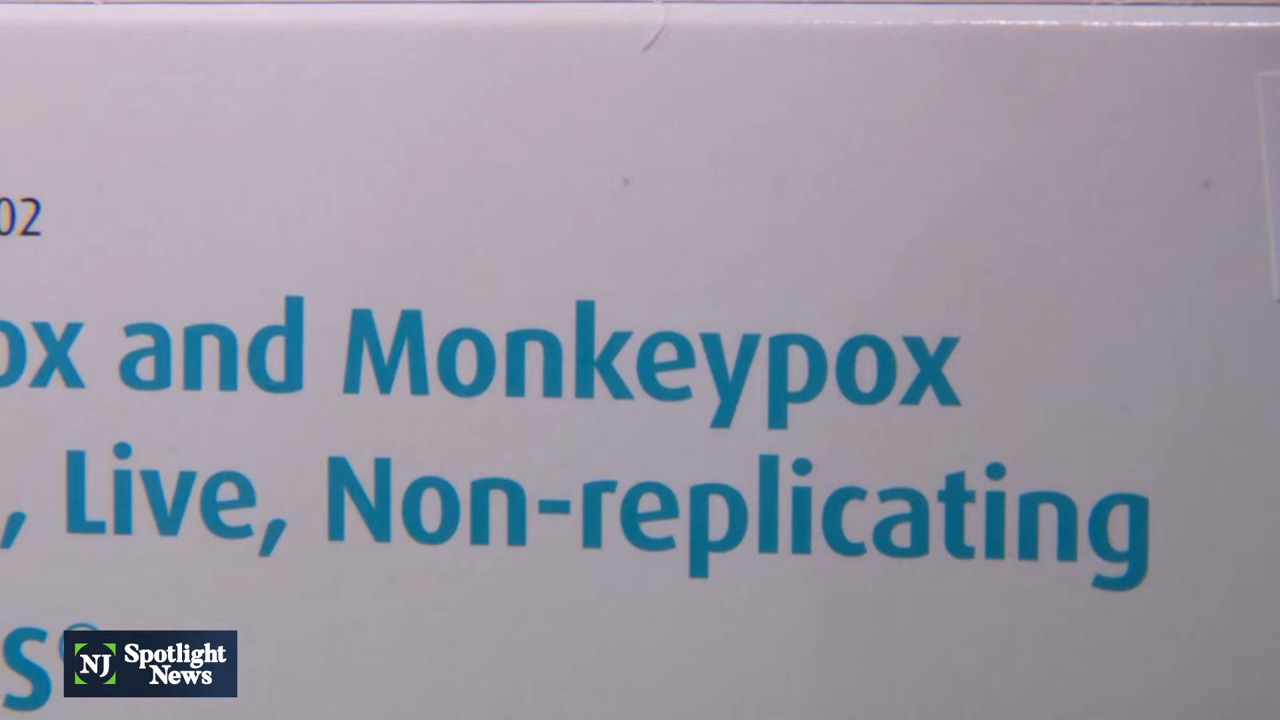 02
ox and Monkeypox
, Live, Non-replicating
s®
NJ Spotlight
News